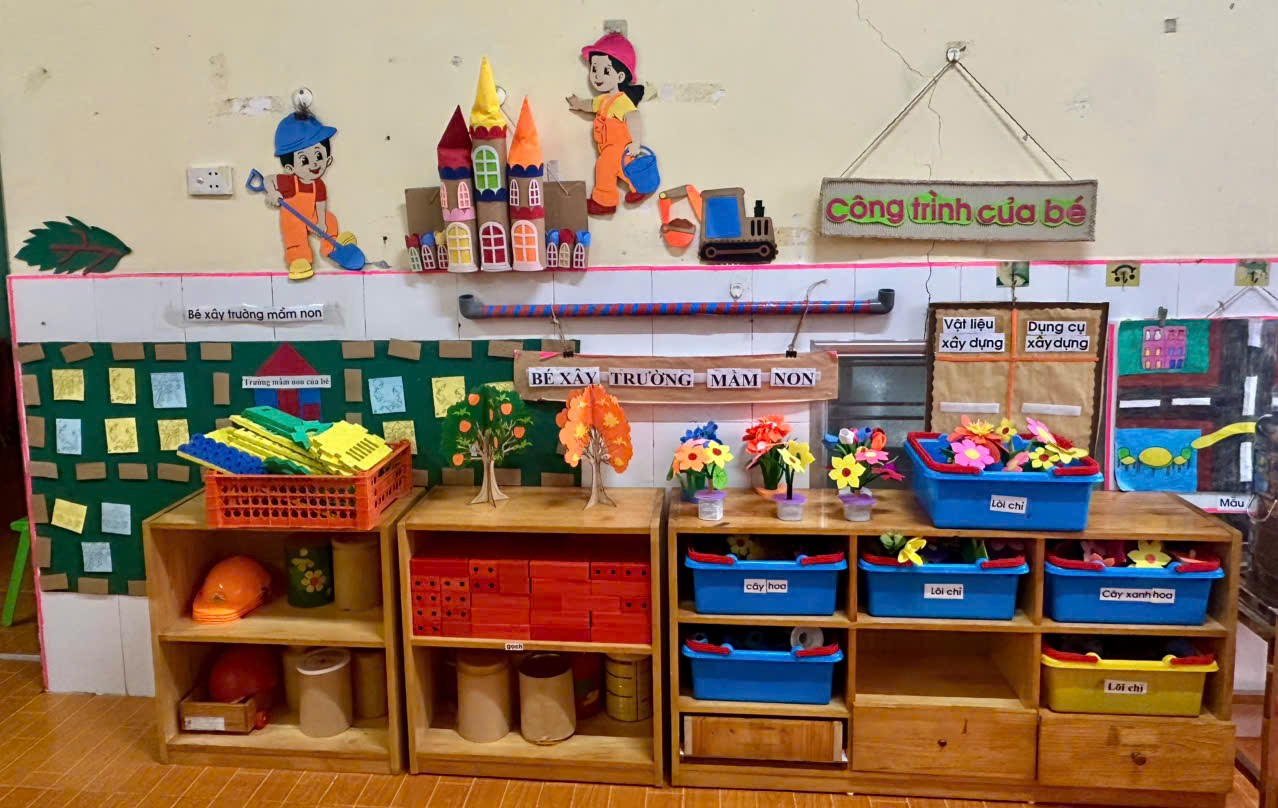 công trình của bé
Bé xây trường mầm non
Vật liệu
xây dựng
Dụng cụ
xây dựng
Trường mầm non của bé
BÉ XÂY TRƯỜNG MẦM NON
Lõi chỉ
Mẫu
cây hoa
Lõi chỉ
Cây xanh hoa
gạch
Lõi chỉ